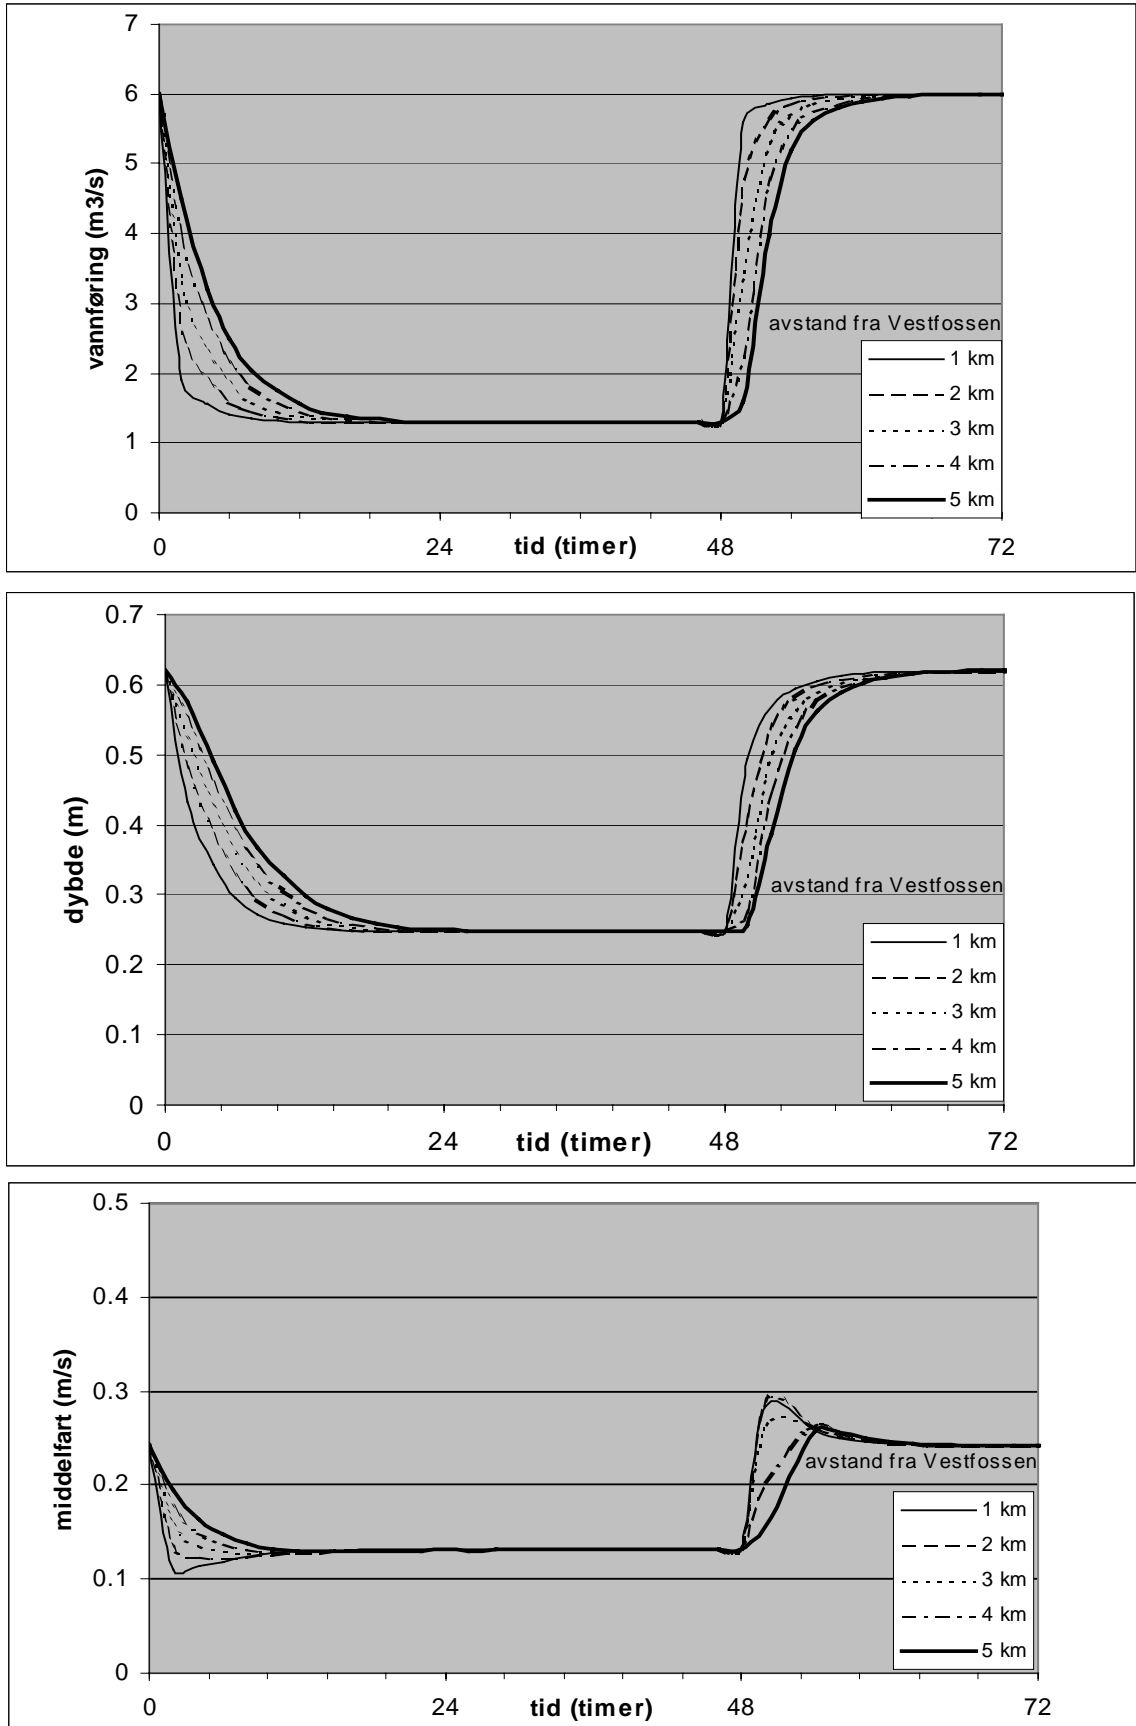 7
6
5
4
3
2
1
0
vannføring (m3/s)
avstand fra Vestfossen
1 km
2 km
3 km
4 km
5 km
0
24
48
72
tid (timer)
0.7
0.6
0.5
0.4
0.3
0.2
0.1
0
dybde (m)
avstand fra Vestfossen
1 km
2 km
3 km
4 km
5 km
0
24
48
72
tid (timer)
0.5
0.4
0.3
0.2
0.1
0
middelfart (m/s)
avstand fra Vestfossen
1 km
2 km
3 km
4 km
5 km
0
24
48
72
tid (timer)